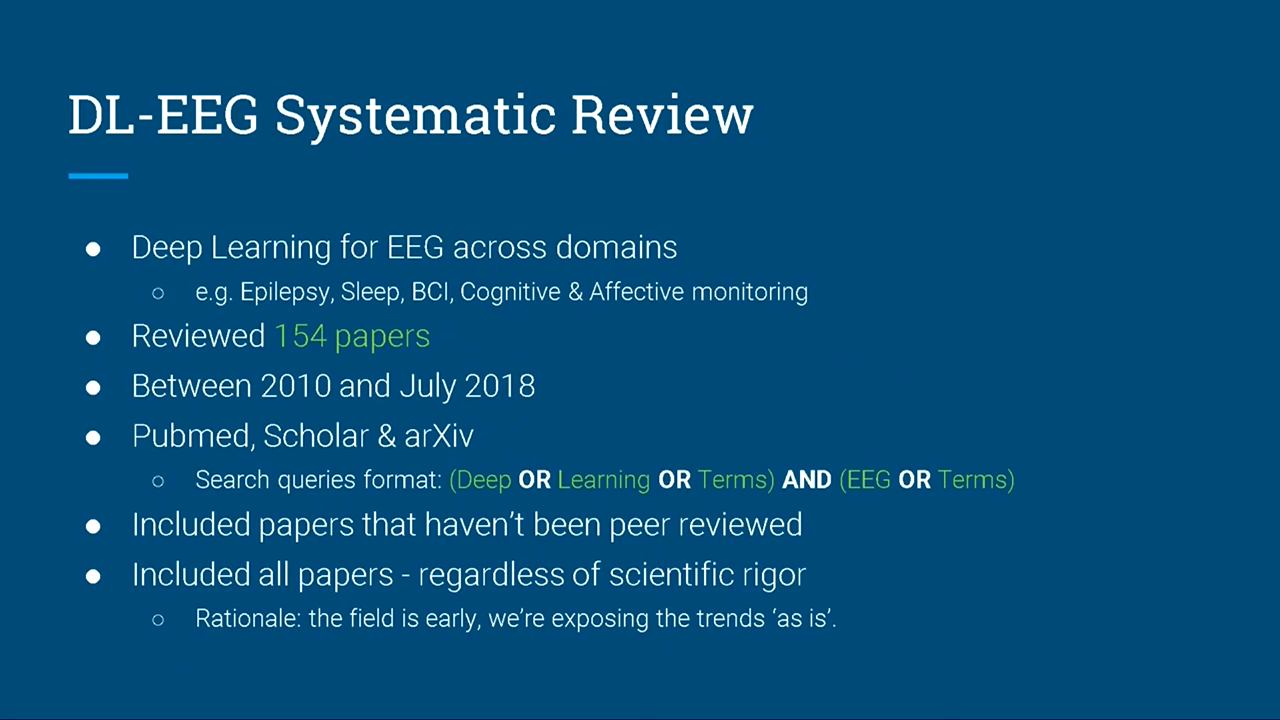 DL-EEG Systematic Review
● Deep Learning for EEG across domains
○ e.g. Epilepsy, Sleep, BCI, Cognitive & Affective monitoring
● Reviewed 154 papers
● Between 2010 and July 2018
● Pubmed, Scholar & arXiv
○ Search queries format: (Deep OR Learning OR Terms) AND (EEG OR Terms)
● Included papers that haven’t been peer reviewed
● Included all papers - regardless of scientific rigor
○ Rationale: the field is early, we’re exposing the trends ‘as is’.